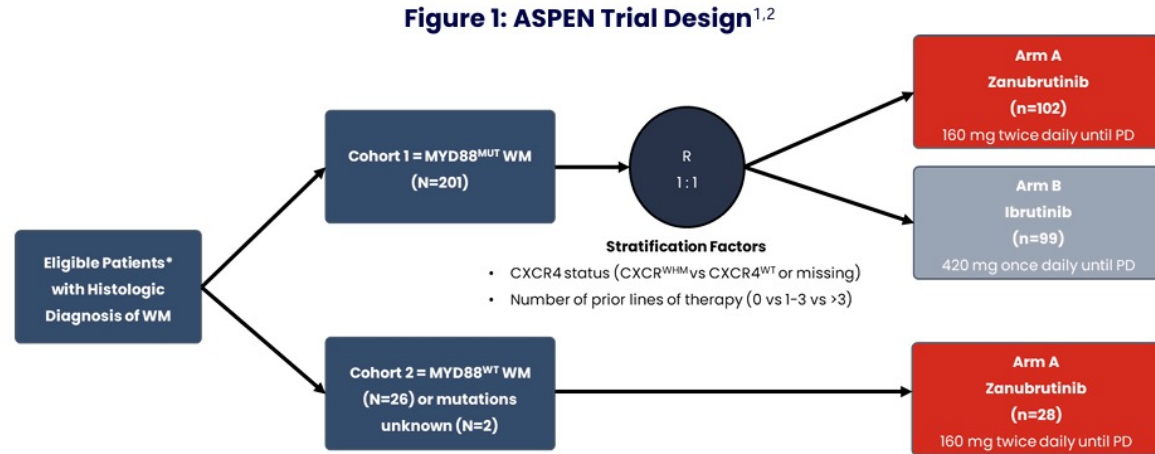 Figure 1: ASPEN Trial Design1,2
Eligible Patients*
with Histologic
Diagnosis of WM
Cohort 1 = MYD88MUT WM
(N=201)
R
1 : 1
Stratification Factors
• CXCR4 status (CXCRWHM vs CXCR4WT or missing)
• Number of prior lines of therapy (0 vs 1-3 vs >3)
Arm A
Zanubrutinib
(n=102)
160 mg twice daily until PD
Arm B
Ibrutinib
(n=99)
420 mg once daily until PD
Cohort 2 = MYD88WT WM
(N=26) or mutations
unknown (N=2)
Arm A
Zanubrutinib
(n=28)
160 mg twice daily until PD